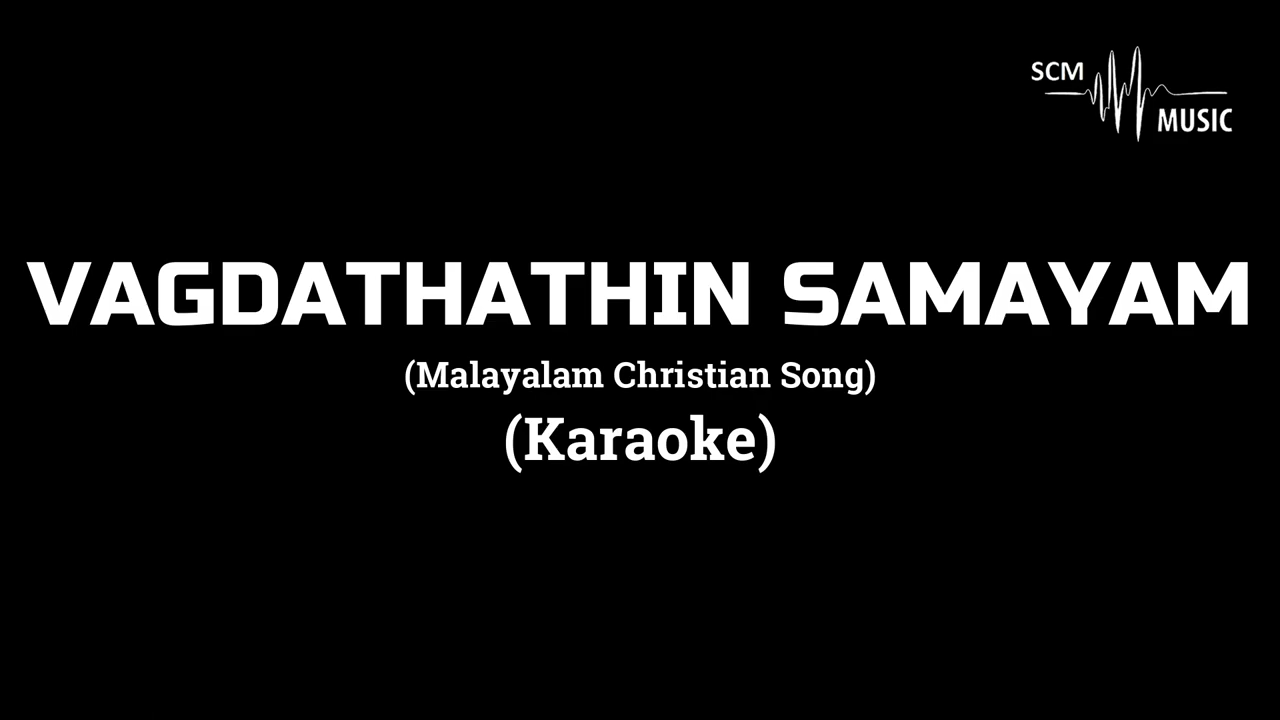 SCM
MUSIC
VAGDATHATHIN SAMAYAM
(Malayalam Christian Song)
(Karaoke)